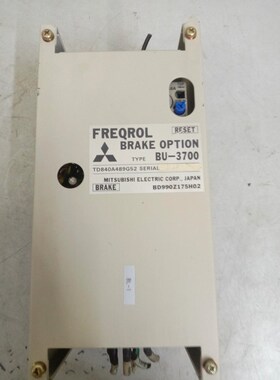 RESET
FREQROL
BRAKE OPTION
TYPE BU-3700
TD840A489G52 SERIAL
MITSUBISHI ELECTRIC CORP., JAPAN
BRAKE BD990Z175H02